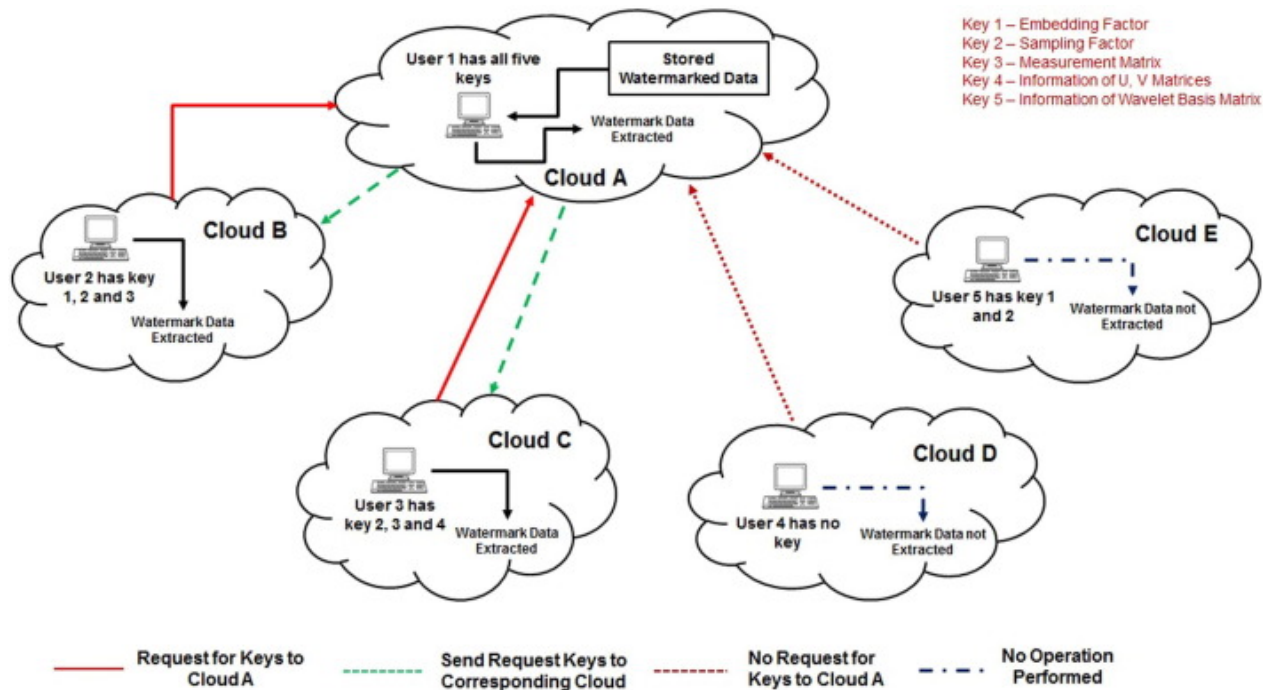 Key 1 – Embedding Factor
Key 2 – Sampling Factor
Key 3 – Measurement Matrix
Key 4 – Information of U, V Matrices
Key 5 – Information of Wavelet Basis Matrix
User 1 has all five
keys
Stored
Watermarked Data
Watermark Data
Extracted
Cloud A
Cloud B
User 2 has key
1, 2 and 3
Watermark Data
Extracted
Cloud E
User 5 has key 1
and 2
Watermark Data not
Extracted
Cloud C
User 3 has
key 2, 3 and 4
Watermark Data
Extracted
Cloud D
User 4 has no
key
Watermark Data not
Extracted
Request for Keys to
Cloud A
Send Request Keys to
Corresponding Cloud
No Request for
Keys to Cloud A
No Operation
Performed